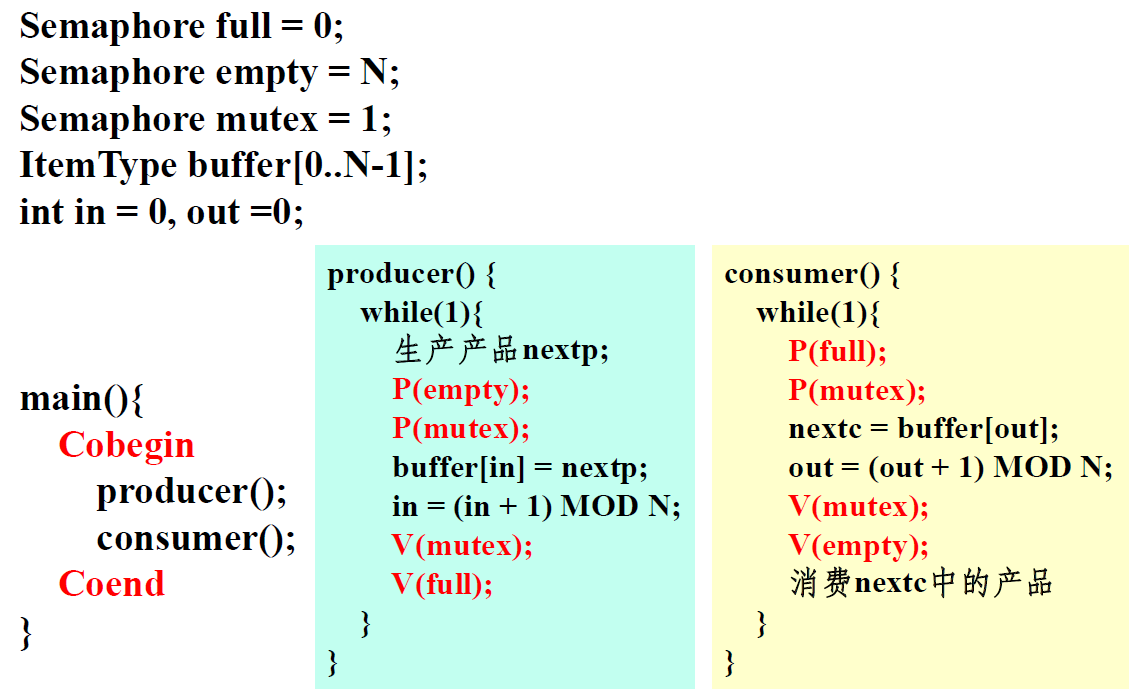 Semaphore full = 0;
Semaphore empty = N;
Semaphore mutex = 1;
ItemType buffer[0..N-1];
int in = 0, out =0;
main(){
Cobegin
producer();
consumer();
Coend
}
producer() {
while(1){
生产产品nextp;
P(empty);
P(mutex);
buffer[in] = nextp;
in = (in + 1) MOD N;
V(mutex);
V(full);
}
}
consumer() {
while(1){
P(full);
P(mutex);
nextc = buffer[out];
out = (out + 1) MOD N;
V(mutex);
V(empty);
消费nextc中的产品
}
}